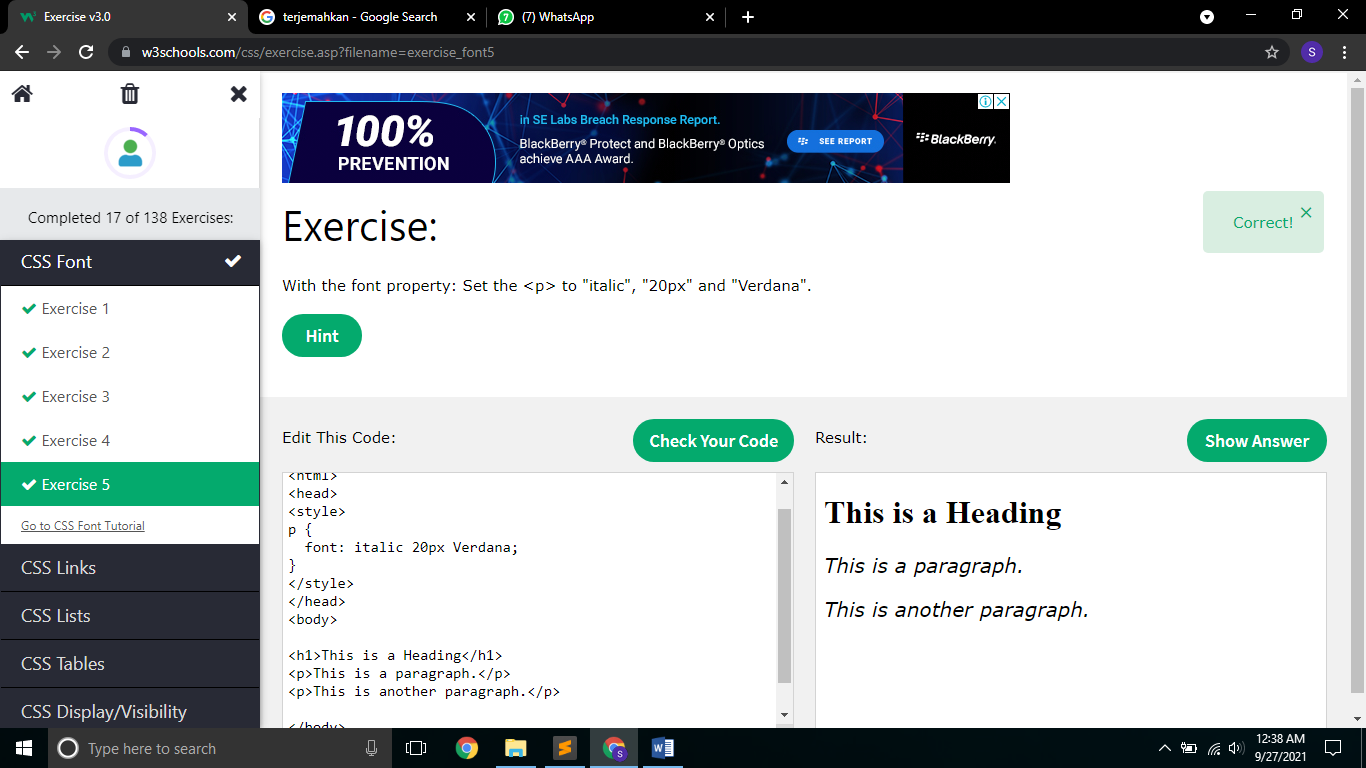 Exercise v3.0
terjemahkan - Google Search
7
(7) WhatsApp
w3schools.com/css/exercise.asp?filename=exercise_font5
S
Completed 17 of 138 Exercises:
CSS Font
Exercise 1
Exercise 2
Exercise 3
Exercise 4
Exercise 5
Go to CSS Font Tutorial
CSS Links
CSS Lists
CSS Tables
CSS Display/Visibility
100%
PREVENTION
in SE Labs Breach Response Report.
BlackBerry® Protect and BlackBerry® Optics
achieve AAA Award.
SEE REPORT
BlackBerry.
Exercise:
Correct!
With the font property: Set the <p> to "italic", "20px" and "Verdana".
Hint
Edit This Code:
Check Your Code
<html>
<head>
<style>
p {
  font: italic 20px Verdana;
}
</style>
</head>
<body>
<h1>This is a Heading</h1>
<p>This is a paragraph.</p>
<p>This is another paragraph.</p>
</body>
Result:
Show Answer
This is a Heading
This is a paragraph.
This is another paragraph.
Type here to search
S
12:38 AM
9/27/2021